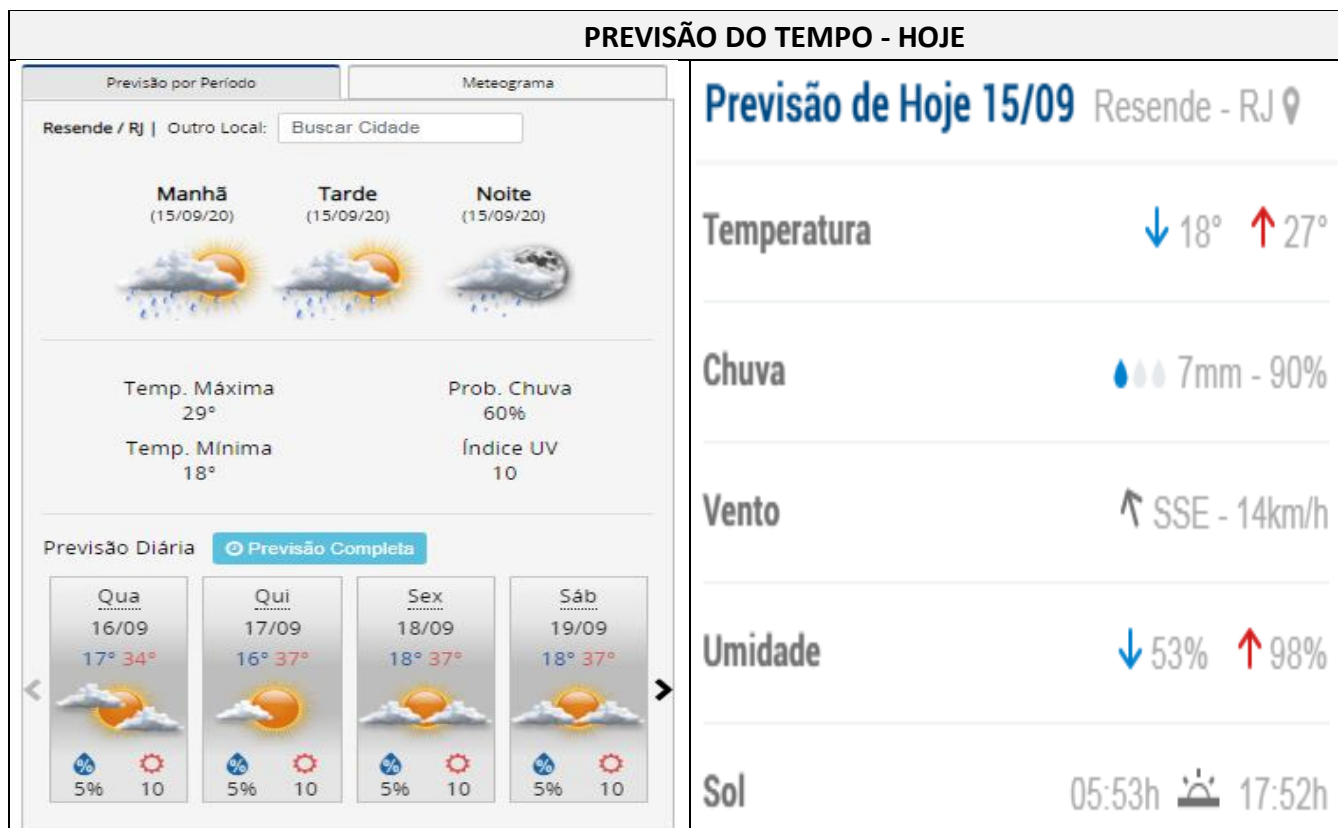 PREVISÃO DO TEMPO - HOJE
Previsão por Período
Meteograma
Resende / RJ | Outro Local: Buscar Cidade
Manhã Tarde Noite
(15/09/20) (15/09/20) (15/09/20)
Temp. Máxima Prob. Chuva
29° 60%
Temp. Mínima Índice UV
18° 10
Previsão Diária Previsão Completa
Qua Qui Sex Sáb
16/09 17/09 18/09 19/09
17° 34° 16° 37° 18° 37° 18° 37°
% % % %
5% 10 5% 10 5% 10 5% 10
Previsão de Hoje 15/09 Resende - RJ
Temperatura 18° 27°
Chuva 7mm - 90%
Vento SSE - 14km/h
Umidade 53% 98%
Sol 05:53h 17:52h